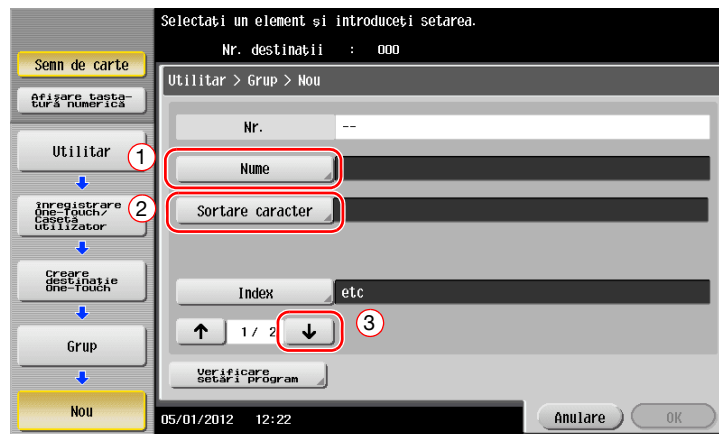 Selectați un element și introduceți setarea.
Nr. destinații : 000
Semn de carte
Afișare tasta-
tură numerică
Utilitar
Înregistrare
One-Touch/
Casetă
utilizator
Creare
destinație
One-Touch
Grup
Nou
Utilitar > Grup > Nou
Nr. --
1
Nume
2
Sortare caracter
Index etc
↑ 1/ 2 ↓
3
Verificare
setări program
05/01/2012 12:22
Anulare
OK